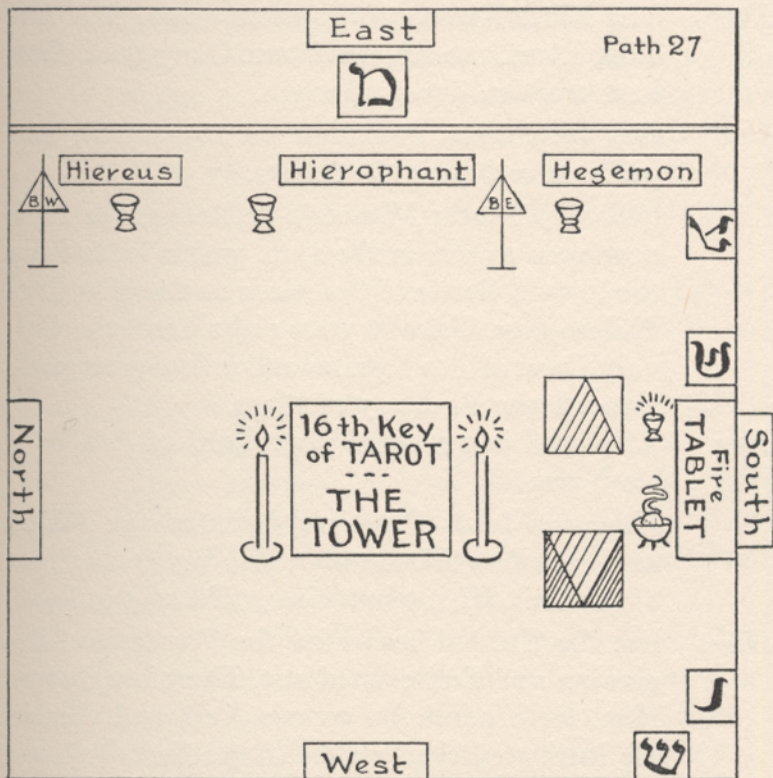 East
Path 27
מ
Hiereus
Hierophant
Hegemon
B W
B E
צ
פ
North
16th Key
of TAROT
THE
TOWER
Fire
TABLET
South
נ
ש
West